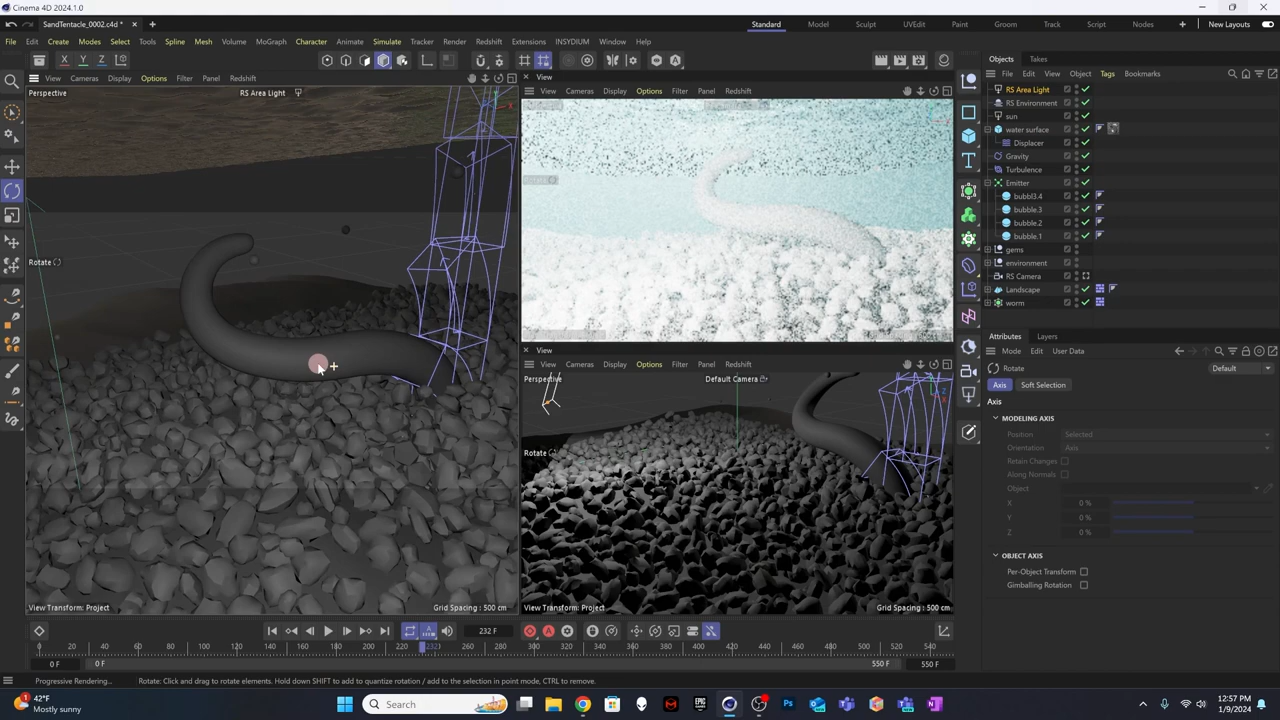 Cinema 4D 2024.1.0
SandTentacle_0002.c4d *
Standard Model Sculpt UVEdit Paint Groom Track Script Nodes New Layouts
File Edit Create Modes Select Tools Spline Mesh Volume MoGraph Character Animate Simulate Tracker Render Redshift Extensions INSYDIUM Window Help
X Y Z
View Cameras Display Options Filter Panel Redshift
Perspective
RS Area Light
Rotate
View Transform: Project
Grid Spacing : 500 cm
View
View Cameras Display Options Filter Panel Redshift
View
View Cameras Display Options Filter Panel Redshift
Perspective
Default Camera
Rotate
View Transform: Project
Grid Spacing : 500 cm
Objects Takes
File Edit View Object Tags Bookmarks
RS Area Light
RS Environment
sun
water surface
Displacer
Gravity
Turbulence
Emitter
bubbl3.4
bubble.3
bubble.2
bubble.1
gems
environment
RS Camera
Landscape
worm
Attributes Layers
Mode Edit User Data
Rotate
Default
Axis Soft Selection
Axis
MODELING AXIS
Position Selected
Orientation Axis
Retain Changes
Along Normals
Object
X 0 %
Y 0 %
Z 0 %
OBJECT AXIS
Per-Object Transform
Gimballing Rotation
232 F
0 20 40 60 80 100 120 140 160 180 200 220 232 260 280 300 320 340 360 380 400 420 440 460 480 500 520 540
0 F 0 F 550 F 550 F
Progressive Rendering...
Rotate: Click and drag to rotate elements. Hold down SHIFT to add to quantize rotation / add to the selection in point mode, CTRL to remove.
1
42°F
Mostly sunny
Search
12:57 PM
1/9/2024